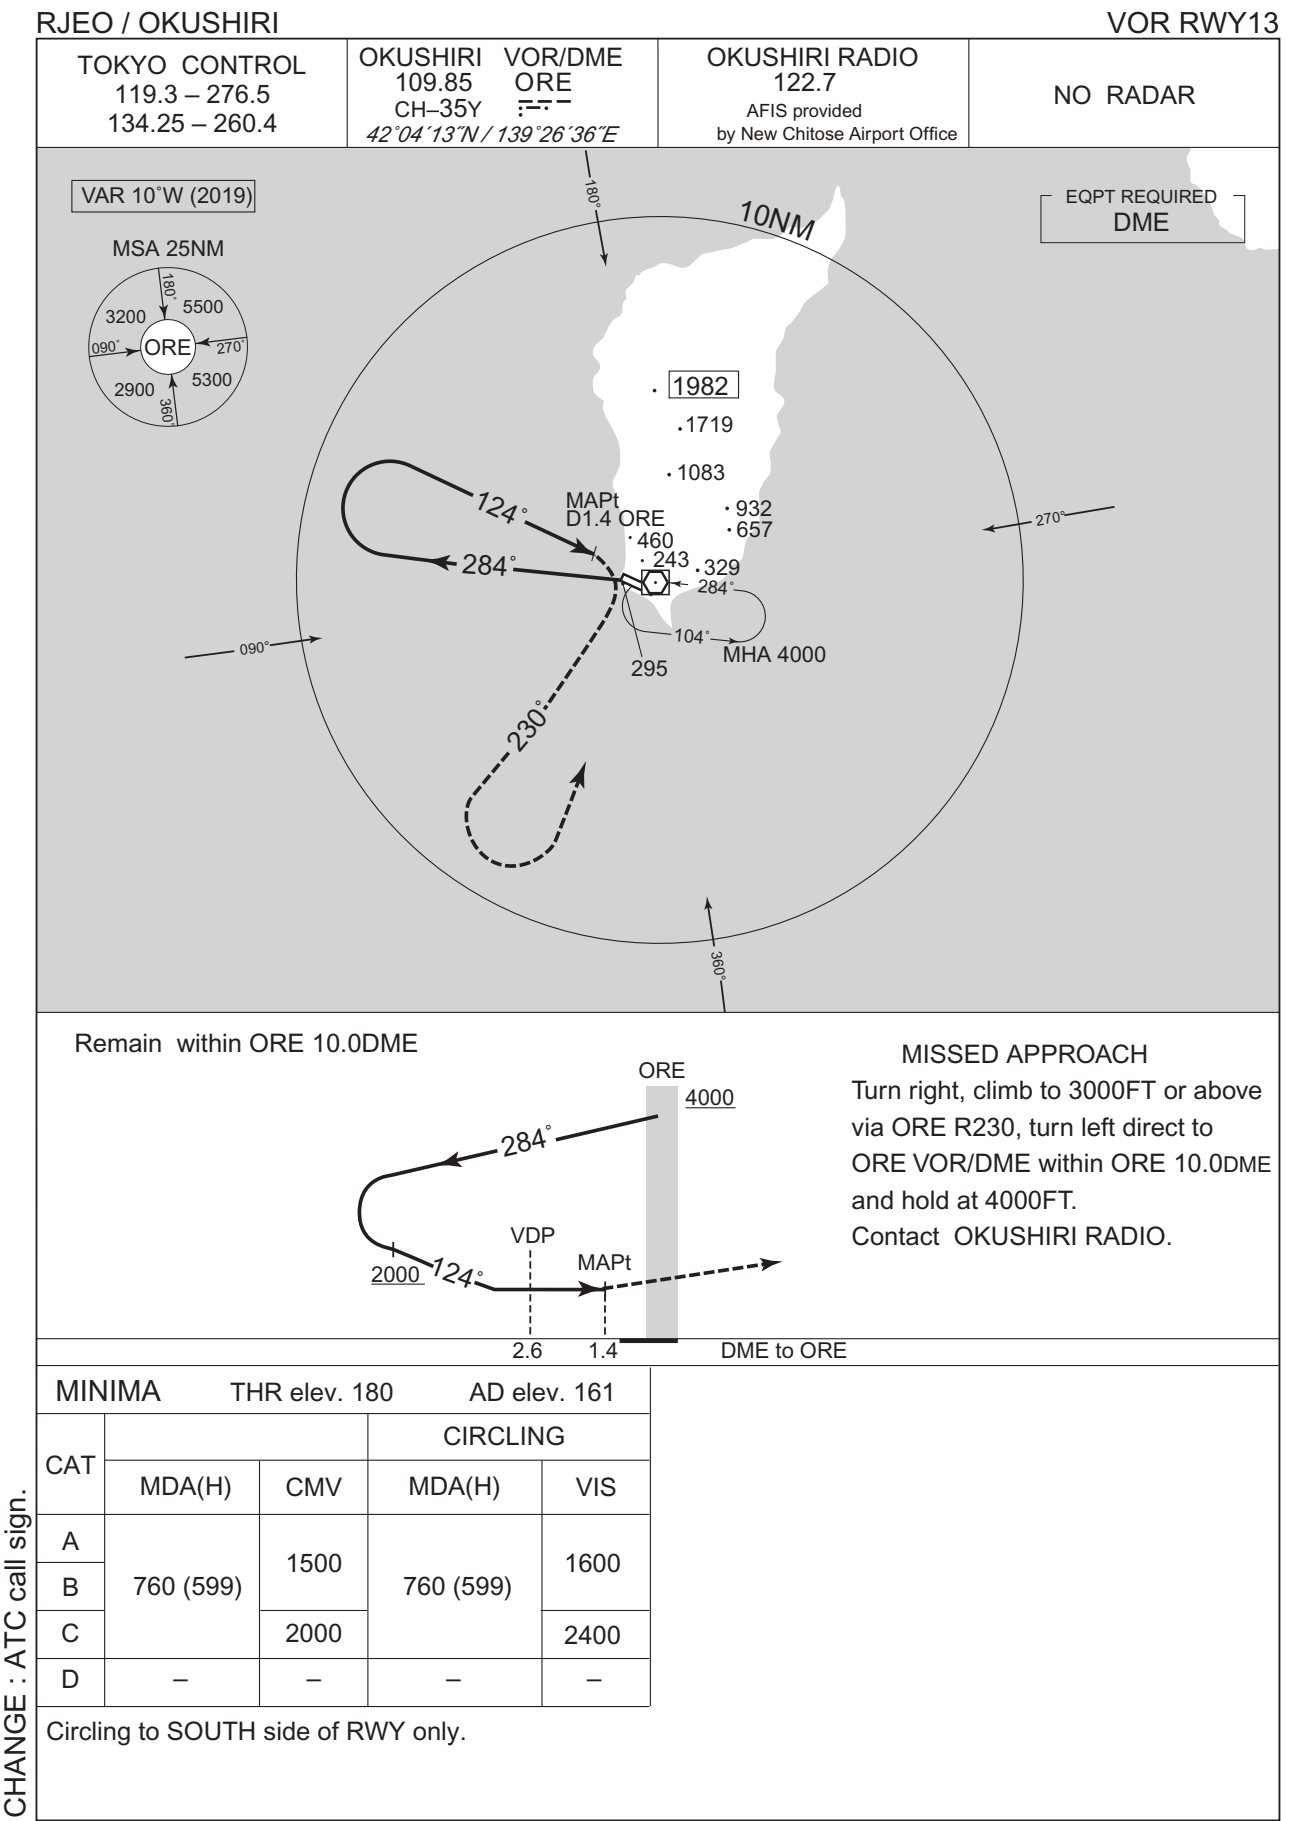 RJEO / OKUSHIRI
VOR RWY13
TOKYO CONTROL
119.3 – 276.5
134.25 – 260.4
OKUSHIRI VOR/DME
109.85 ORE
CH–35Y
42°04´13˝N / 139°26´36˝E
OKUSHIRI RADIO
122.7
AFIS provided
by New Chitose Airport Office
NO RADAR
VAR 10°W (2019)
MSA 25NM
180°
3200
5500
090°
ORE
270°
2900
5300
360°
180°
10NM
EQPT REQUIRED
DME
1982
1719
1083
124°
MAPt
D1.4 ORE
932
657
460
243
329
270°
284°
284°
090°
104°
MHA 4000
295
230°
360°
Remain within ORE 10.0DME
ORE
4000
284°
VDP
MAPt
2000
124°
2.6
1.4
DME to ORE
MISSED APPROACH
Turn right, climb to 3000FT or above
via ORE R230, turn left direct to
ORE VOR/DME within ORE 10.0DME
and hold at 4000FT.
Contact OKUSHIRI RADIO.
MINIMA THR elev. 180 AD elev. 161
CIRCLING
CAT
MDA(H) CMV MDA(H) VIS
A
1500 1600
B 760 (599) 760 (599)
C 2000 2400
D – – – –
Circling to SOUTH side of RWY only.
CHANGE : ATC call sign.